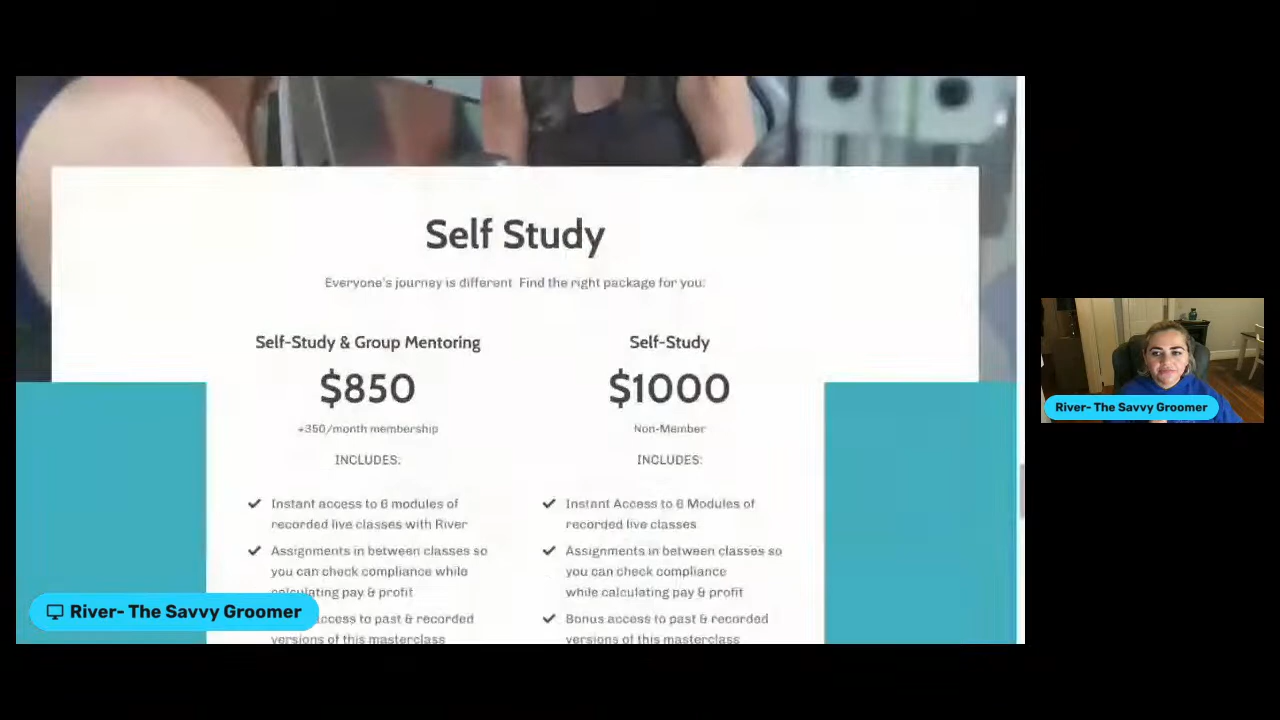 Self Study
Everyone's journey is different Find the right package for you:
Self-Study & Group Mentoring
$850
+350/month membership
INCLUDES:
Instant access to 6 modules of
recorded live classes with River
Assignments in between classes so
you can check compliance while
calculating pay & profit
access to past & recorded
versions of this masterclass
Self-Study
$1000
Non-Member
INCLUDES:
Instant Access to 6 Modules of
recorded live classes
Assignments in between classes so
you can check compliance
while calculating pay & profit
Bonus access to past & recorded
versions of this masterclass
River- The Savvy Groomer
River- The Savvy Groomer